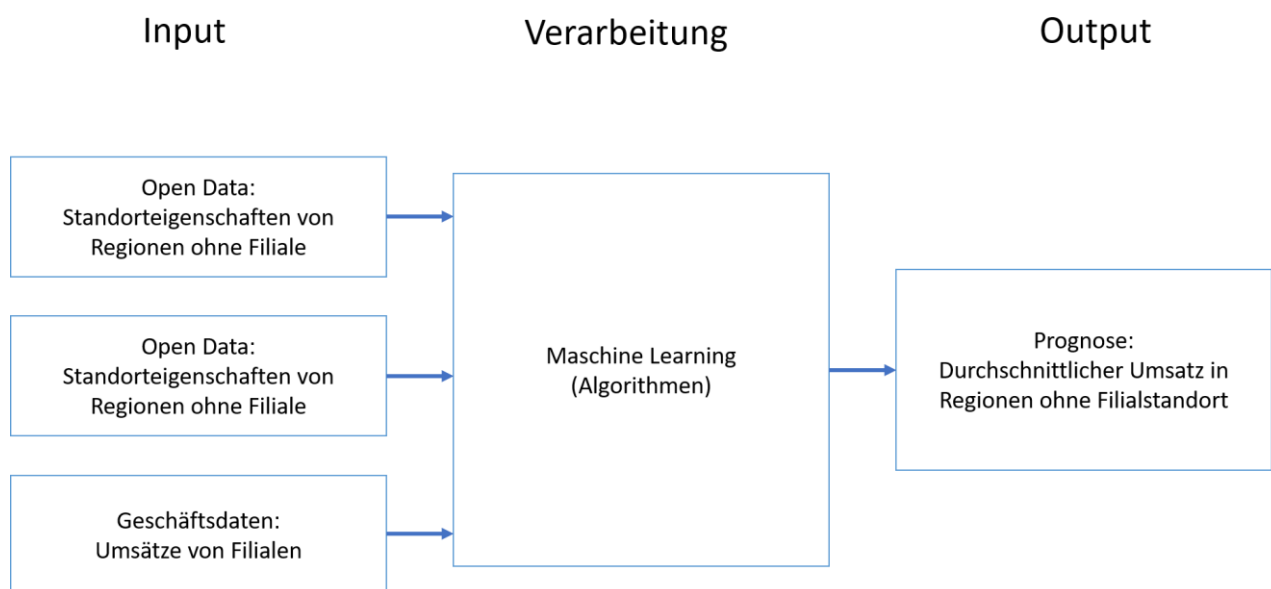 Input
Verarbeitung
Output
Open Data:
Standorteigenschaften von
Regionen ohne Filiale
Open Data:
Standorteigenschaften von
Regionen ohne Filiale
Geschäftsdaten:
Umsätze von Filialen
Maschine Learning
(Algorithmen)
Prognose:
Durchschnittlicher Umsatz in
Regionen ohne Filialstandort